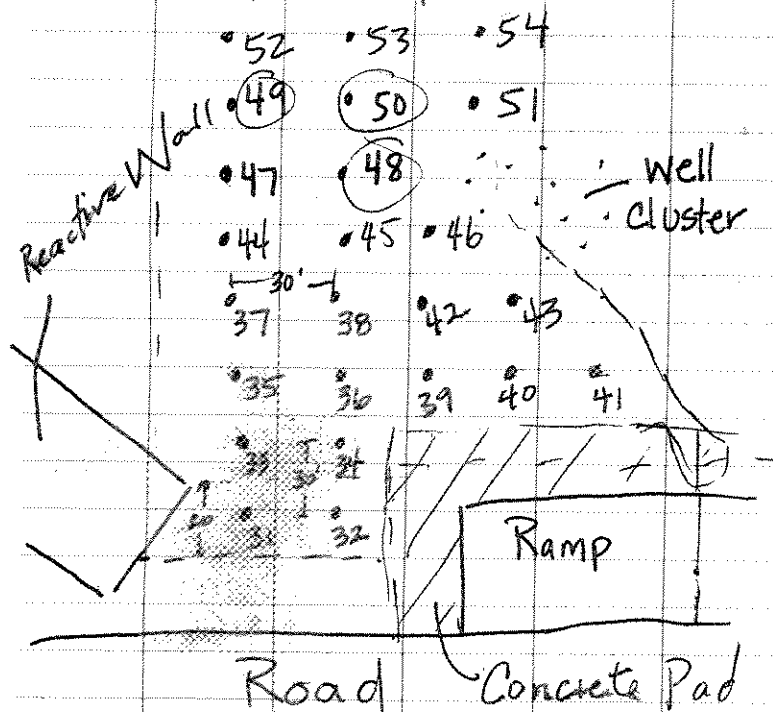 52 53 54
49 50 51
Reactive Wall
47 48
Well
Cluster
44 45 46
30'
37 38 42 43
35 36 39 40 41
33 30 34
20 31 32
Ramp
Road
Concrete Pad